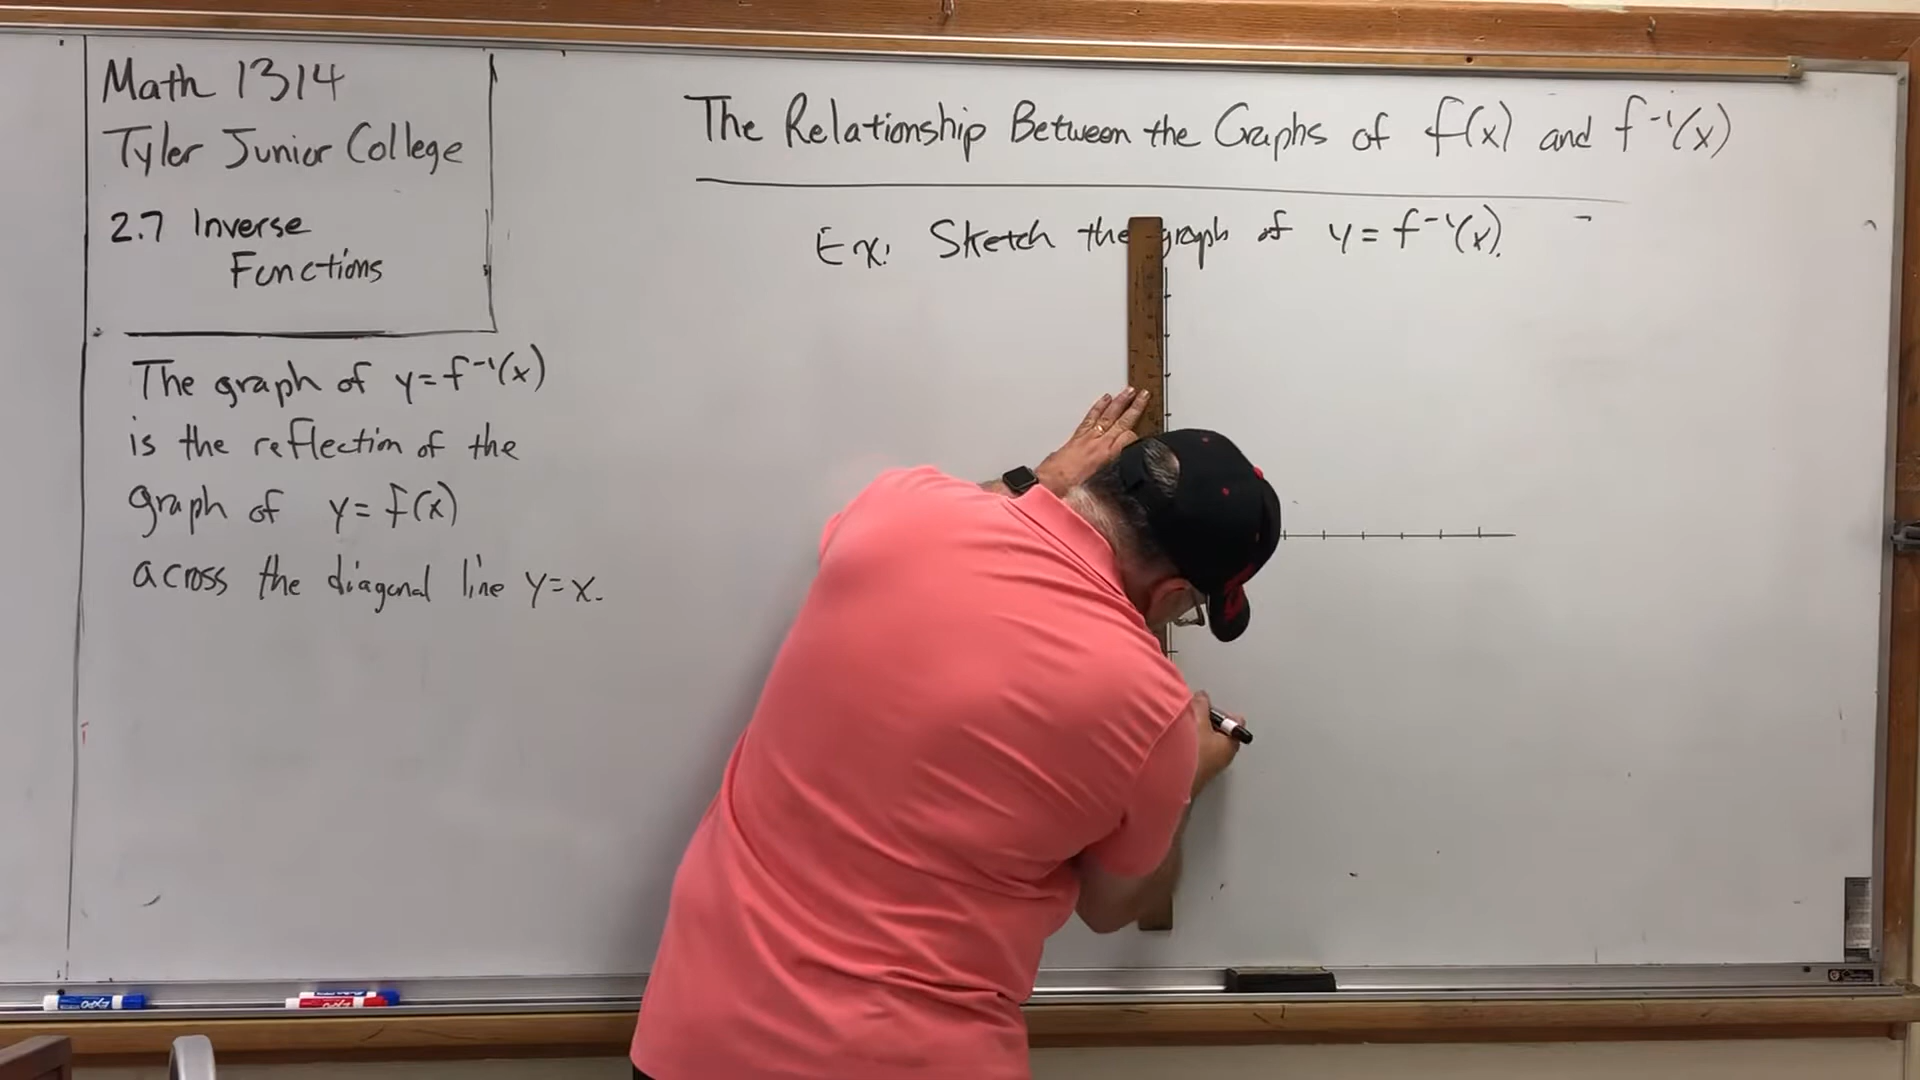 Math 1314
Tyler Junior College
2.7 Inverse
Functions
The graph of y=f⁻¹(x)
is the reflection of the
graph of y=f(x)
across the diagonal line y=x.
The Relationship Between the Graphs of f(x) and f⁻¹(x)
Ex: Sketch the graph of y=f⁻¹(x).
EXPO
EXPO